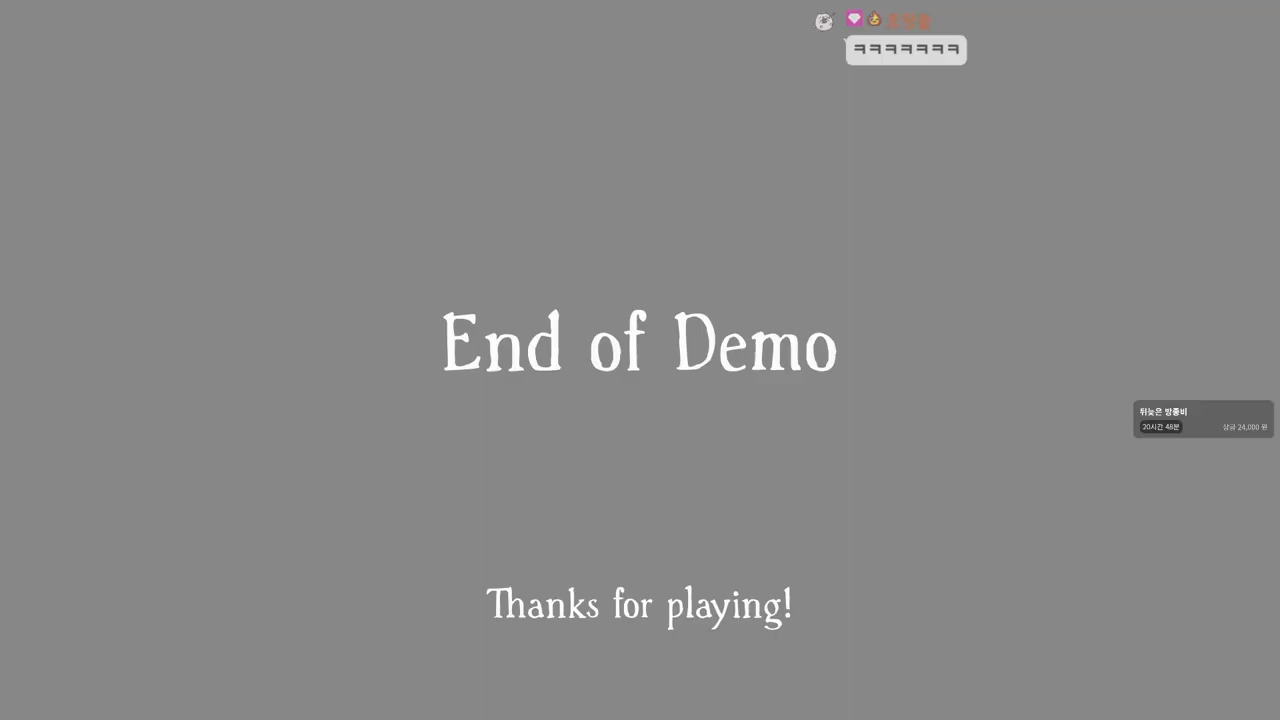 ㅋㅋㅋㅋㅋㅋㅋ
End of Demo
뒤늦은 방종비
20시간 48분
상금 24,000 원
Thanks for playing!